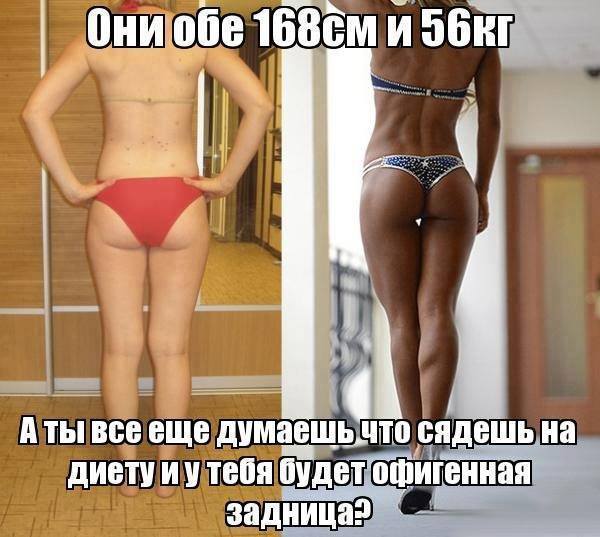 Они обе 168см и 56кг
А ты все еще думаешь что сядешь на
диету и у тебя будет офигенная
задница?